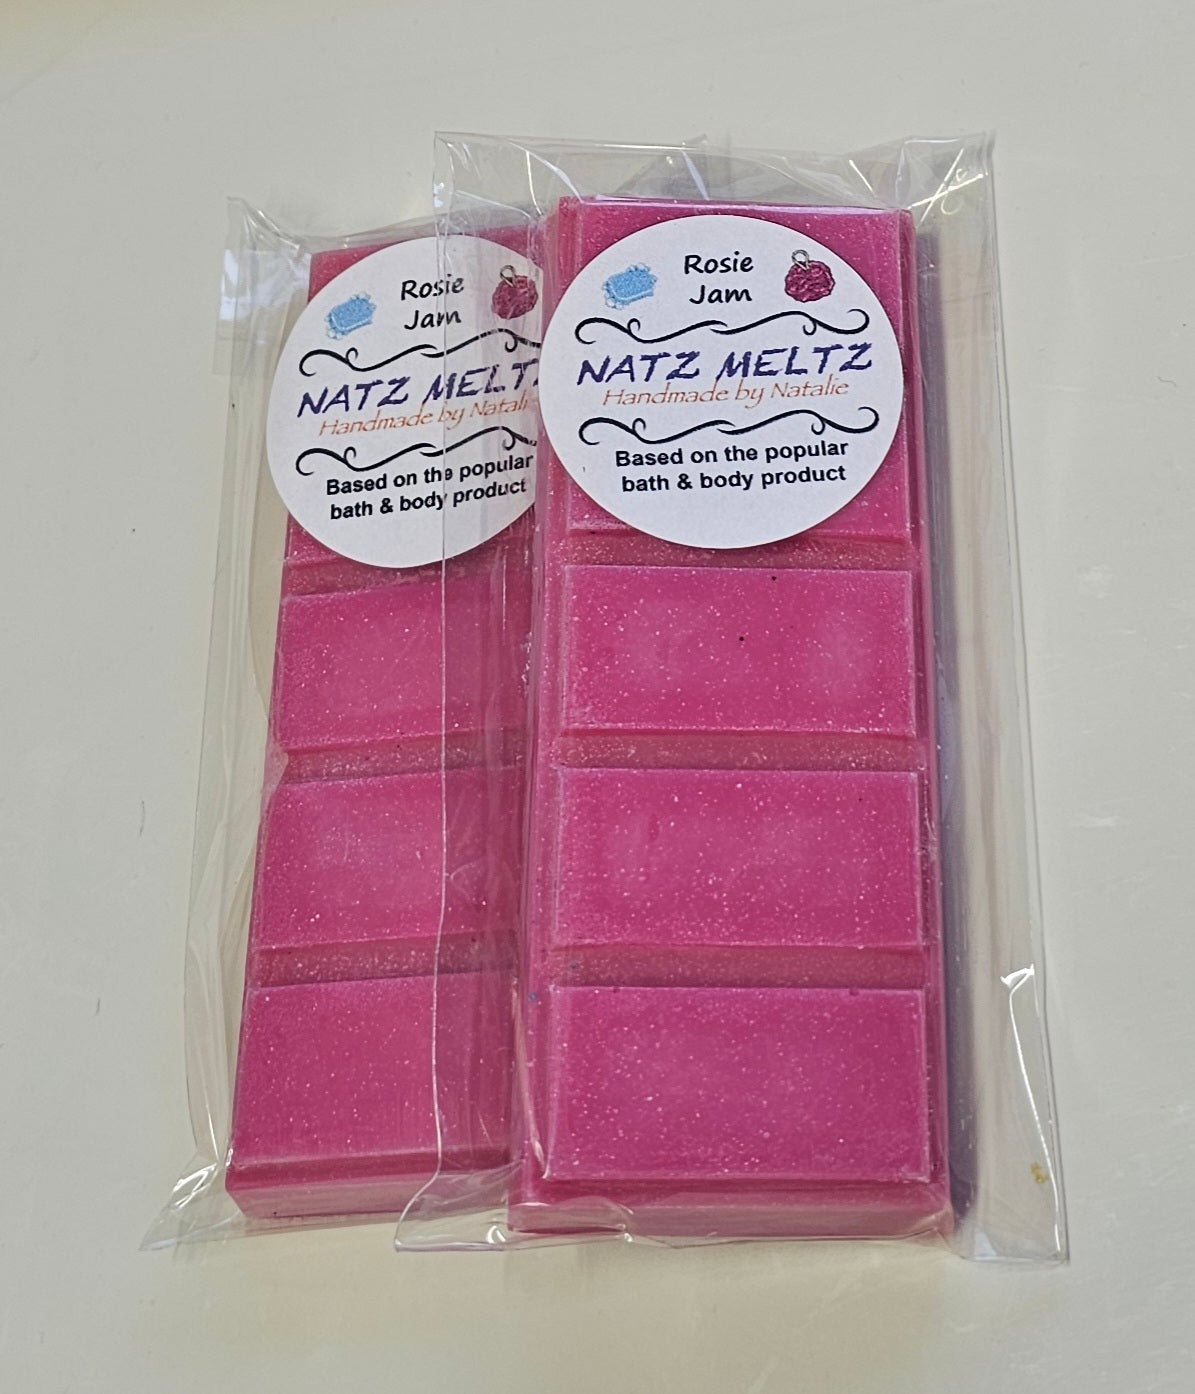 Rosie
Jam
NATZ MELTZ
Handmade by Natalie
Based on the popular
bath & body product
Rosie
Jam
NATZ MELTZ
Handmade by Natalie
Based on the popular
bath & body product